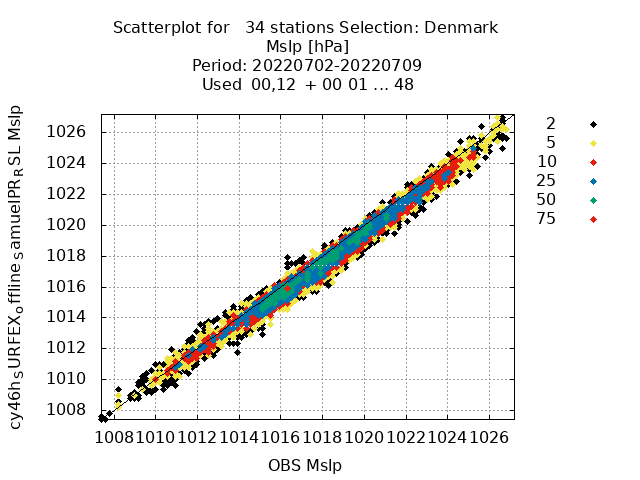 Scatterplot for 34 stations Selection: Denmark
Mslp [hPa]
Period: 20220702-20220709
Used 00,12 + 00 01 ... 48
cy46h_SURFEX_offline_samuelPR_RSL Mslp
1026
1024
1022
1020
1018
1016
1014
1012
1010
1008
1008 1010 1012 1014 1016 1018 1020 1022 1024 1026
OBS Mslp
2
5
10
25
50
75